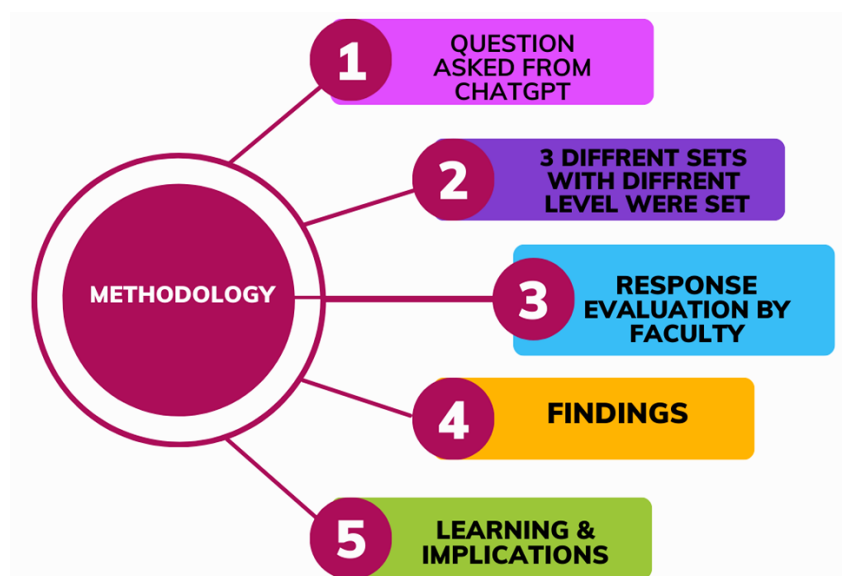 METHODOLOGY
1
QUESTION
ASKED FROM
CHATGPT
2
3 DIFFRENT SETS
WITH DIFFRENT
LEVEL WERE SET
3
RESPONSE
EVALUATION BY
FACULTY
4
FINDINGS
5
LEARNING &
IMPLICATIONS